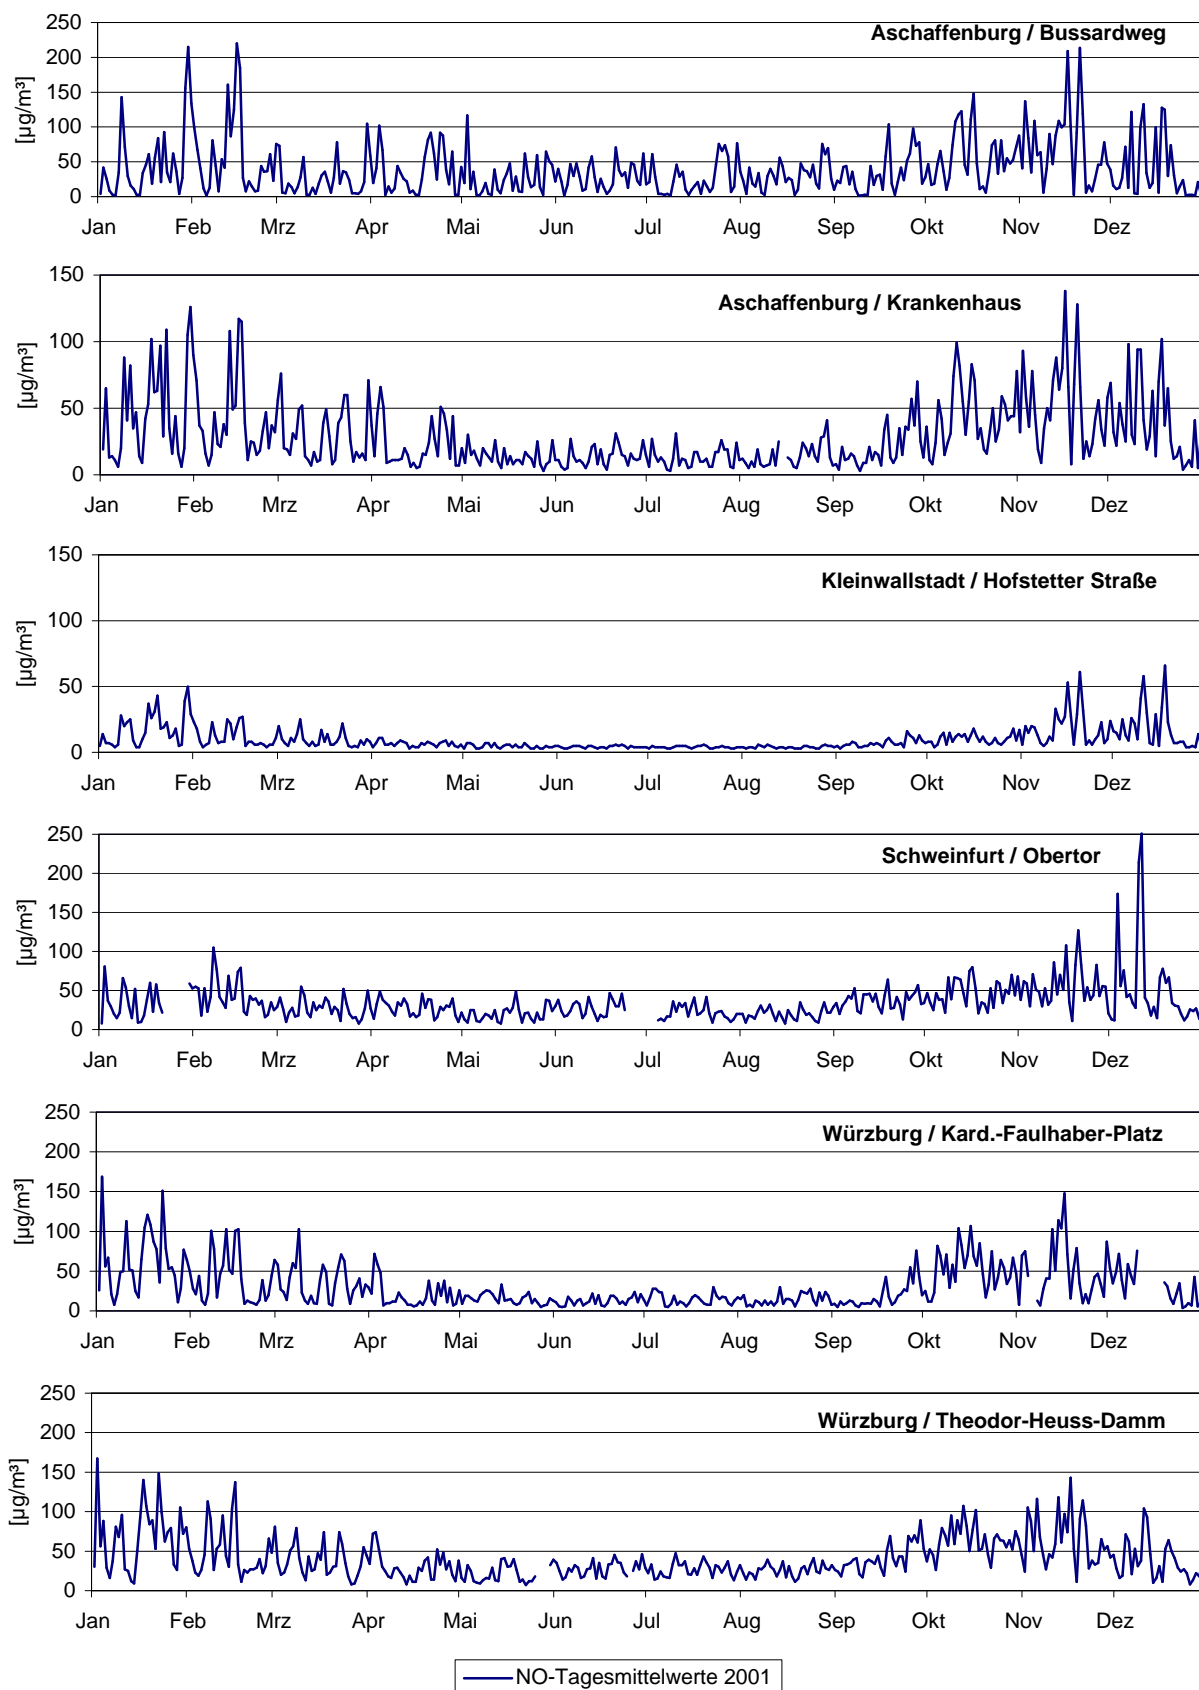 Aschaffenburg / Bussardweg
[µg/m³]
250
200
150
100
50
0
Jan Feb Mrz Apr Mai Jun Jul Aug Sep Okt Nov Dez
Aschaffenburg / Krankenhaus
[µg/m³]
150
100
50
0
Jan Feb Mrz Apr Mai Jun Jul Aug Sep Okt Nov Dez
Kleinwallstadt / Hofstetter Straße
[µg/m³]
150
100
50
0
Jan Feb Mrz Apr Mai Jun Jul Aug Sep Okt Nov Dez
Schweinfurt / Obertor
[µg/m³]
250
200
150
100
50
0
Jan Feb Mrz Apr Mai Jun Jul Aug Sep Okt Nov Dez
Würzburg / Kard.-Faulhaber-Platz
[µg/m³]
250
200
150
100
50
0
Jan Feb Mrz Apr Mai Jun Jul Aug Sep Okt Nov Dez
Würzburg / Theodor-Heuss-Damm
[µg/m³]
250
200
150
100
50
0
Jan Feb Mrz Apr Mai Jun Jul Aug Sep Okt Nov Dez
NO-Tagesmittelwerte 2001